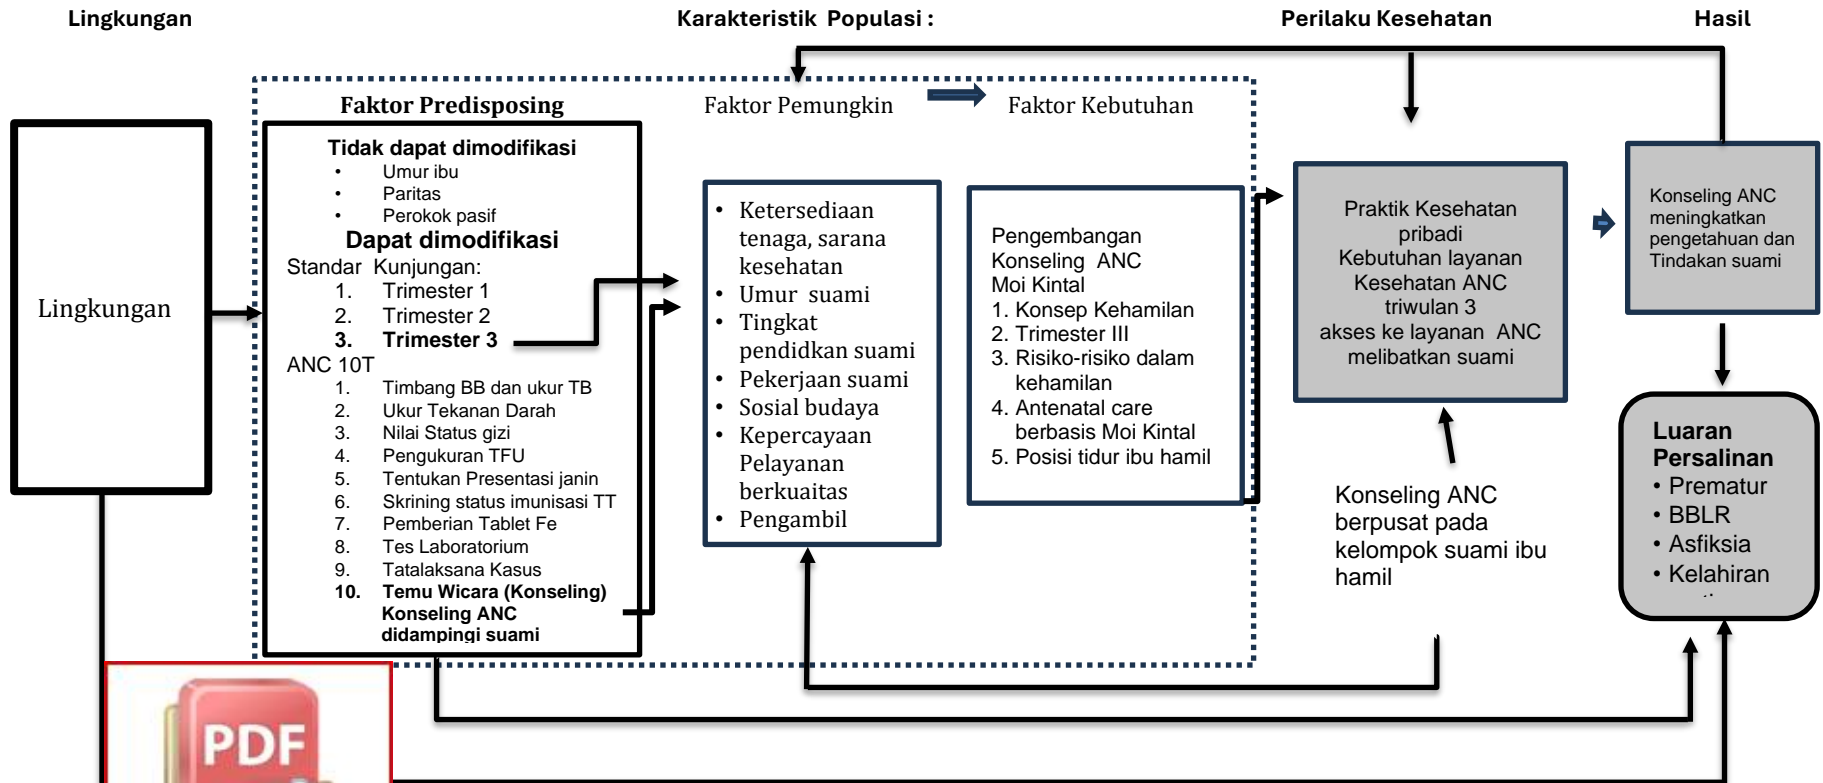 Lingkungan
Karakteristik Populasi :
Perilaku Kesehatan
Hasil
Lingkungan
Faktor Predisposing
Tidak dapat dimodifikasi
• Umur ibu
• Paritas
• Perokok pasif
Dapat dimodifikasi
Standar Kunjungan:
1. Trimester 1
2. Trimester 2
3. Trimester 3
ANC 10T
1. Timbang BB dan ukur TB
2. Ukur Tekanan Darah
3. Nilai Status gizi
4. Pengukuran TFU
5. Tentukan Presentasi janin
6. Skrining status imunisasi TT
7. Pemberian Tablet Fe
8. Tes Laboratorium
9. Tatalaksana Kasus
10. Temu Wicara (Konseling)
Konseling ANC
didampingi suami
Faktor Pemungkin
• Ketersediaan
tenaga, sarana
kesehatan
• Umur suami
• Tingkat
pendidkan suami
• Pekerjaan suami
• Sosial budaya
• Kepercayaan
Pelayanan
berkuaitas
• Pengambil
Faktor Kebutuhan
Pengembangan
Konseling ANC
Moi Kintal
1. Konsep Kehamilan
2. Trimester III
3. Risiko-risiko dalam
kehamilan
4. Antenatal care
berbasis Moi Kintal
5. Posisi tidur ibu hamil
Praktik Kesehatan
pribadi
Kebutuhan layanan
Kesehatan ANC
triwulan 3
akses ke layanan ANC
melibatkan suami
Konseling ANC
berpusat pada
kelompok suami ibu
hamil
Konseling ANC
meningkatkan
pengetahuan dan
Tindakan suami
Luaran
Persalinan
• Prematur
• BBLR
• Asfiksia
• Kelahiran
PDF